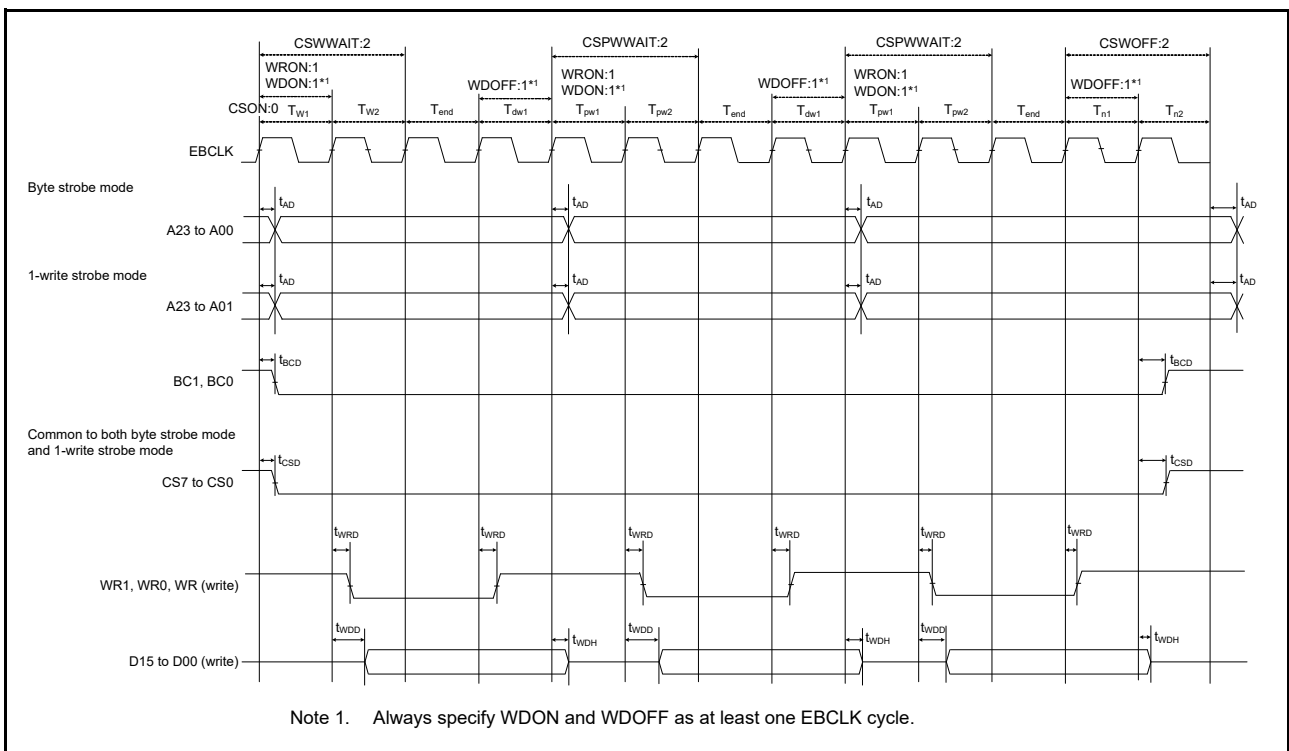 CSWWAIT:2 CSPWWAIT:2 CSPWWAIT:2 CSWOFF:2
WRON:1 WRON:1 WRON:1
WDON:1*1 WDOFF:1*1 WDON:1*1 WDOFF:1*1 WDON:1*1 WDOFF:1*1
CSON:0 TW1 TW2 Tend Tdw1 Tpw1 Tpw2 Tend Tdw1 Tpw1 Tpw2 Tend Tn1 Tn2
EBCLK
Byte strobe mode
tAD tAD tAD tAD
A23 to A00
1-write strobe mode
tAD tAD tAD tAD
A23 to A01
tBCD tBCD
BC1, BC0
Common to both byte strobe mode
and 1-write strobe mode
tCSD tCSD
CS7 to CS0
tWRD tWRD tWRD tWRD tWRD tWRD
WR1, WR0, WR (write)
tWDD tWDH tWDD tWDH tWDD tWDH
D15 to D00 (write)
Note 1. Always specify WDON and WDOFF as at least one EBCLK cycle.